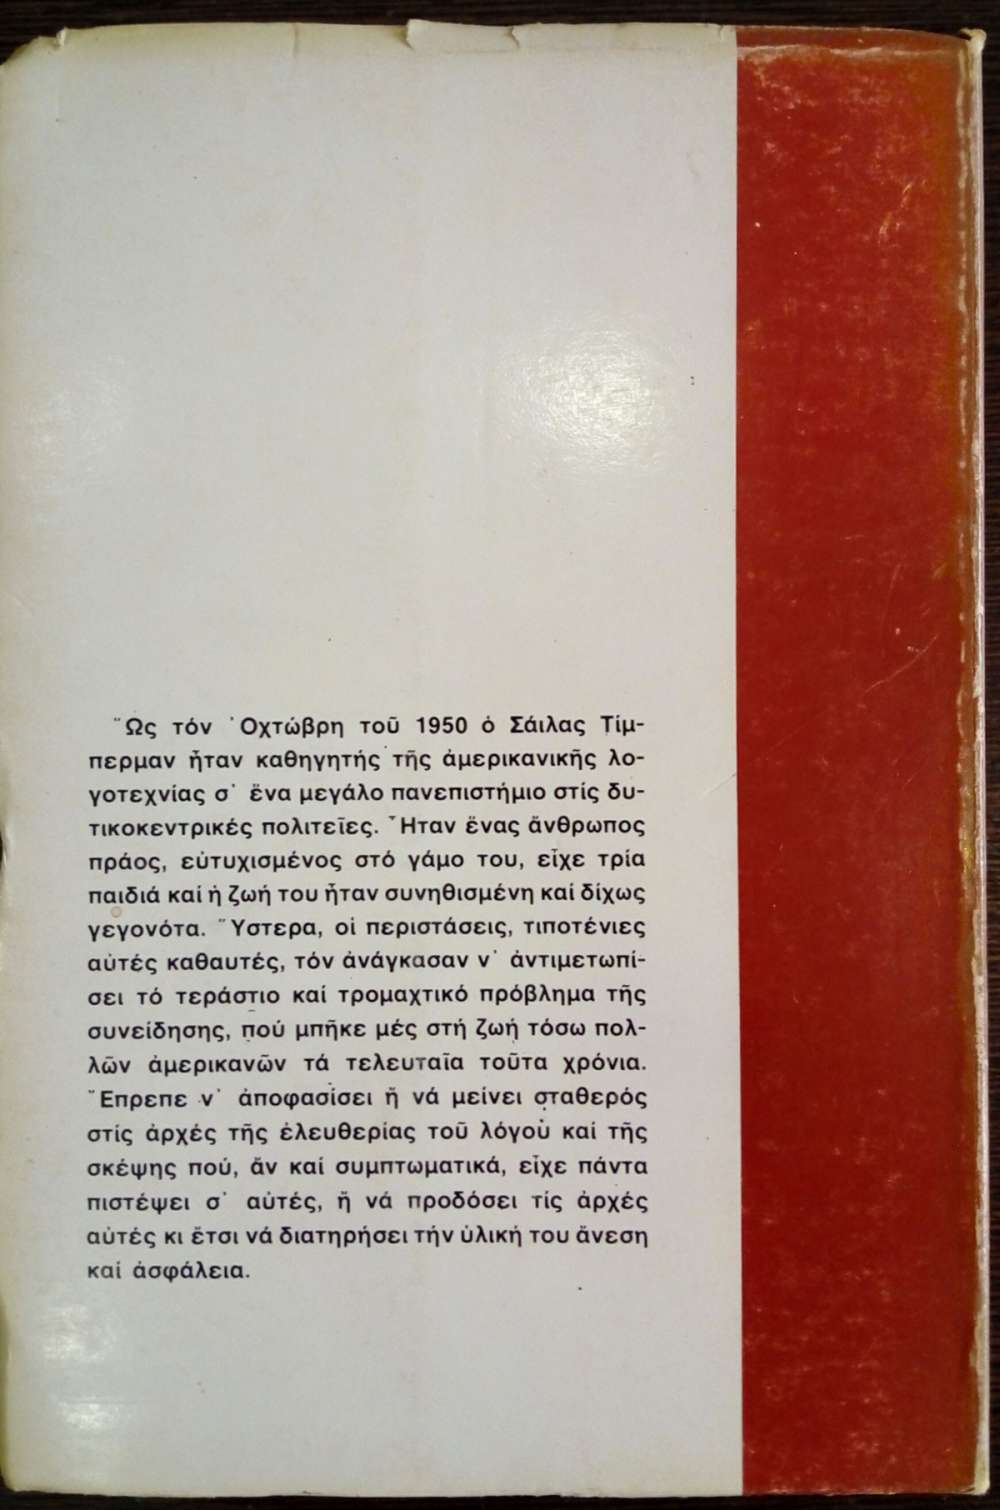 Ὥς τόν Ὀχτώβρη τοῦ 1950 ὁ Σάιλας Τίμ-
περμαν ἦταν καθηγητής τῆς ἀμερικανικῆς λο-
γοτεχνίας σ' ἕνα μεγάλο πανεπιστήμιο στίς δυ-
τικοκεντρικές πολιτεῖες. Ἦταν ἕνας ἄνθρωπος
πράος, εὐτυχισμένος στό γάμο του, εἶχε τρία
παιδιά καί ἡ ζωή του ἦταν συνηθισμένη καί δίχως
γεγονότα. Ὕστερα, οἱ περιστάσεις, τιποτένιες
αὐτές καθαυτές, τόν ἀνάγκασαν ν' ἀντιμετωπί-
σει τό τεράστιο καί τρομαχτικό πρόβλημα τῆς
συνείδησης, πού μπῆκε μές στή ζωή τόσω πολ-
λῶν ἀμερικανῶν τά τελευταῖα τοῦτα χρόνια.
Ἔπρεπε ν' ἀποφασίσει ἤ νά μείνει σταθερός
στίς ἀρχές τῆς ἐλευθερίας τοῦ λόγου καί τῆς
σκέψης πού, ἄν καί συμπτωματικά, εἶχε πάντα
πιστέψει σ' αὐτές, ἤ νά προδόσει τίς ἀρχές
αὐτές κι ἔτσι νά διατηρήσει τήν ὑλική του ἄνεση
καί ἀσφάλεια.